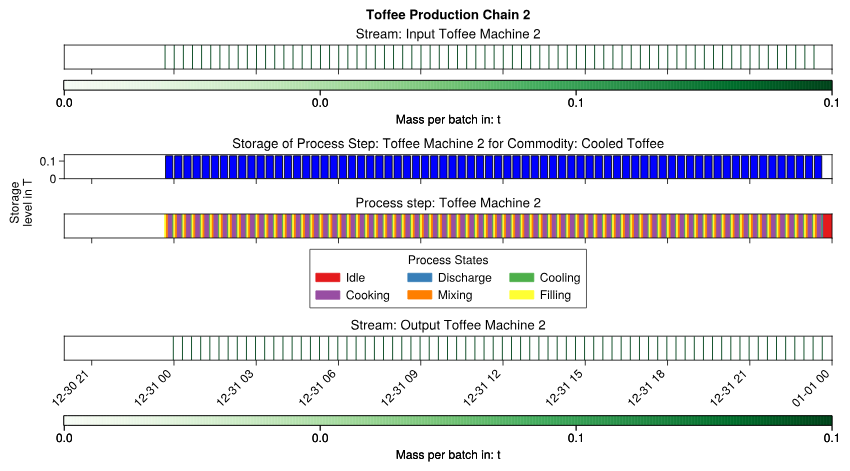 Toffee Production Chain 2
Stream: Input Toffee Machine 2
0.0 0.0 0.1 0.1
Mass per batch in: t
Storage of Process Step: Toffee Machine 2 for Commodity: Cooled Toffee
Storage
level in T
0.1
0
Process step: Toffee Machine 2
Process States
Idle Discharge Cooling
Cooking Mixing Filling
Stream: Output Toffee Machine 2
12-30 21 12-31 00 12-31 03 12-31 06 12-31 09 12-31 12 12-31 15 12-31 18 12-31 21 01-01 00
0.0 0.0 0.1 0.1
Mass per batch in: t